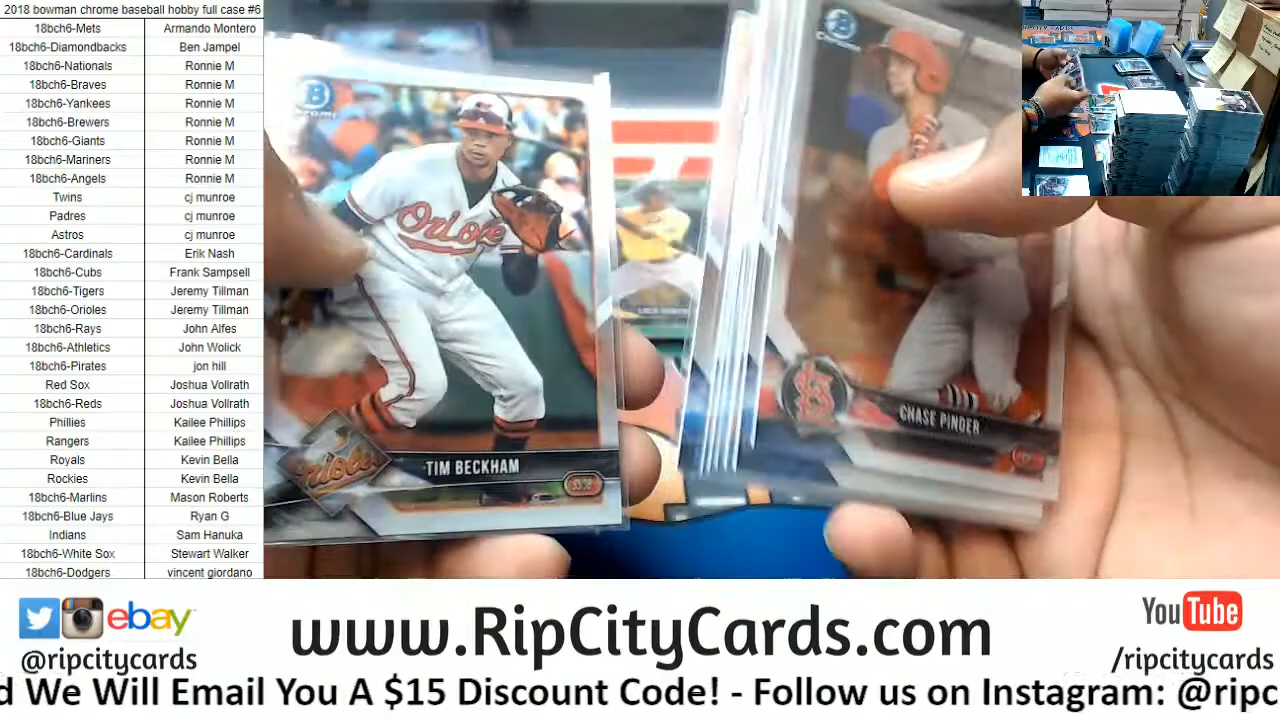 2018 bowman chrome baseball hobby full case #6
18bch6-Mets Armando Montero
18bch6-Diamondbacks Ben Jampel
18bch6-Nationals Ronnie M
18bch6-Braves Ronnie M
18bch6-Yankees Ronnie M
18bch6-Brewers Ronnie M
18bch6-Giants Ronnie M
18bch6-Mariners Ronnie M
18bch6-Angels Ronnie M
Twins cj munroe
Padres cj munroe
Astros cj munroe
18bch6-Cardinals Erik Nash
18bch6-Cubs Frank Sampsell
18bch6-Tigers Jeremy Tillman
18bch6-Orioles Jeremy Tillman
18bch6-Rays John Alfes
18bch6-Athletics John Wolick
18bch6-Pirates jon hill
Red Sox Joshua Vollrath
18bch6-Reds Joshua Vollrath
Phillies Kailee Phillips
Rangers Kailee Phillips
Royals Kevin Bella
Rockies Kevin Bella
18bch6-Marlins Mason Roberts
18bch6-Blue Jays Ryan G
Indians Sam Hanuka
18bch6-White Sox Stewart Walker
18bch6-Dodgers vincent giordano
B
Orioles
TIM BECKHAM
CHASE PINDER
ebay
@ripcitycards
www.RipCityCards.com
YouTube
/ripcitycards
d We Will Email You A $15 Discount Code! - Follow us on Instagram: @ripc